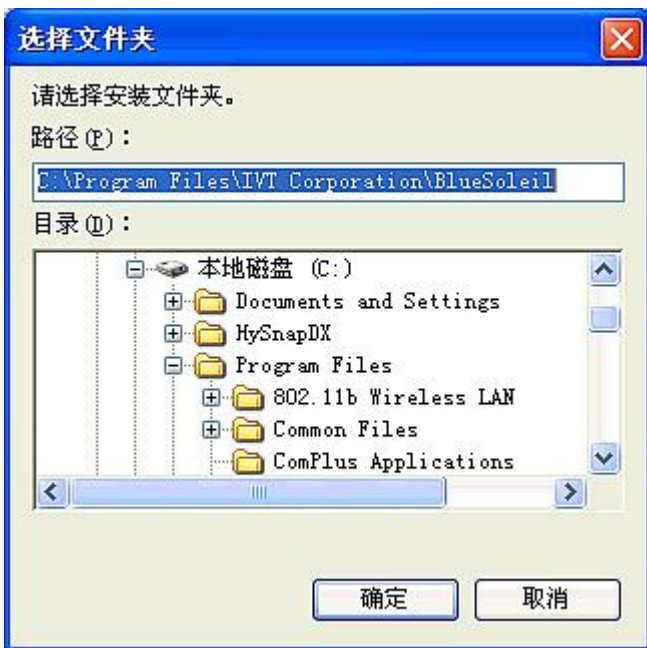 选择文件夹
请选择安装文件夹。
路径(P):
C:\Program Files\IVT Corporation\BlueSoleil
目录(D):
本地磁盘 (C:)
Documents and Settings
HySnapDX
Program Files
802.11b Wireless LAN
Common Files
ComPlus Applications
确定 取消